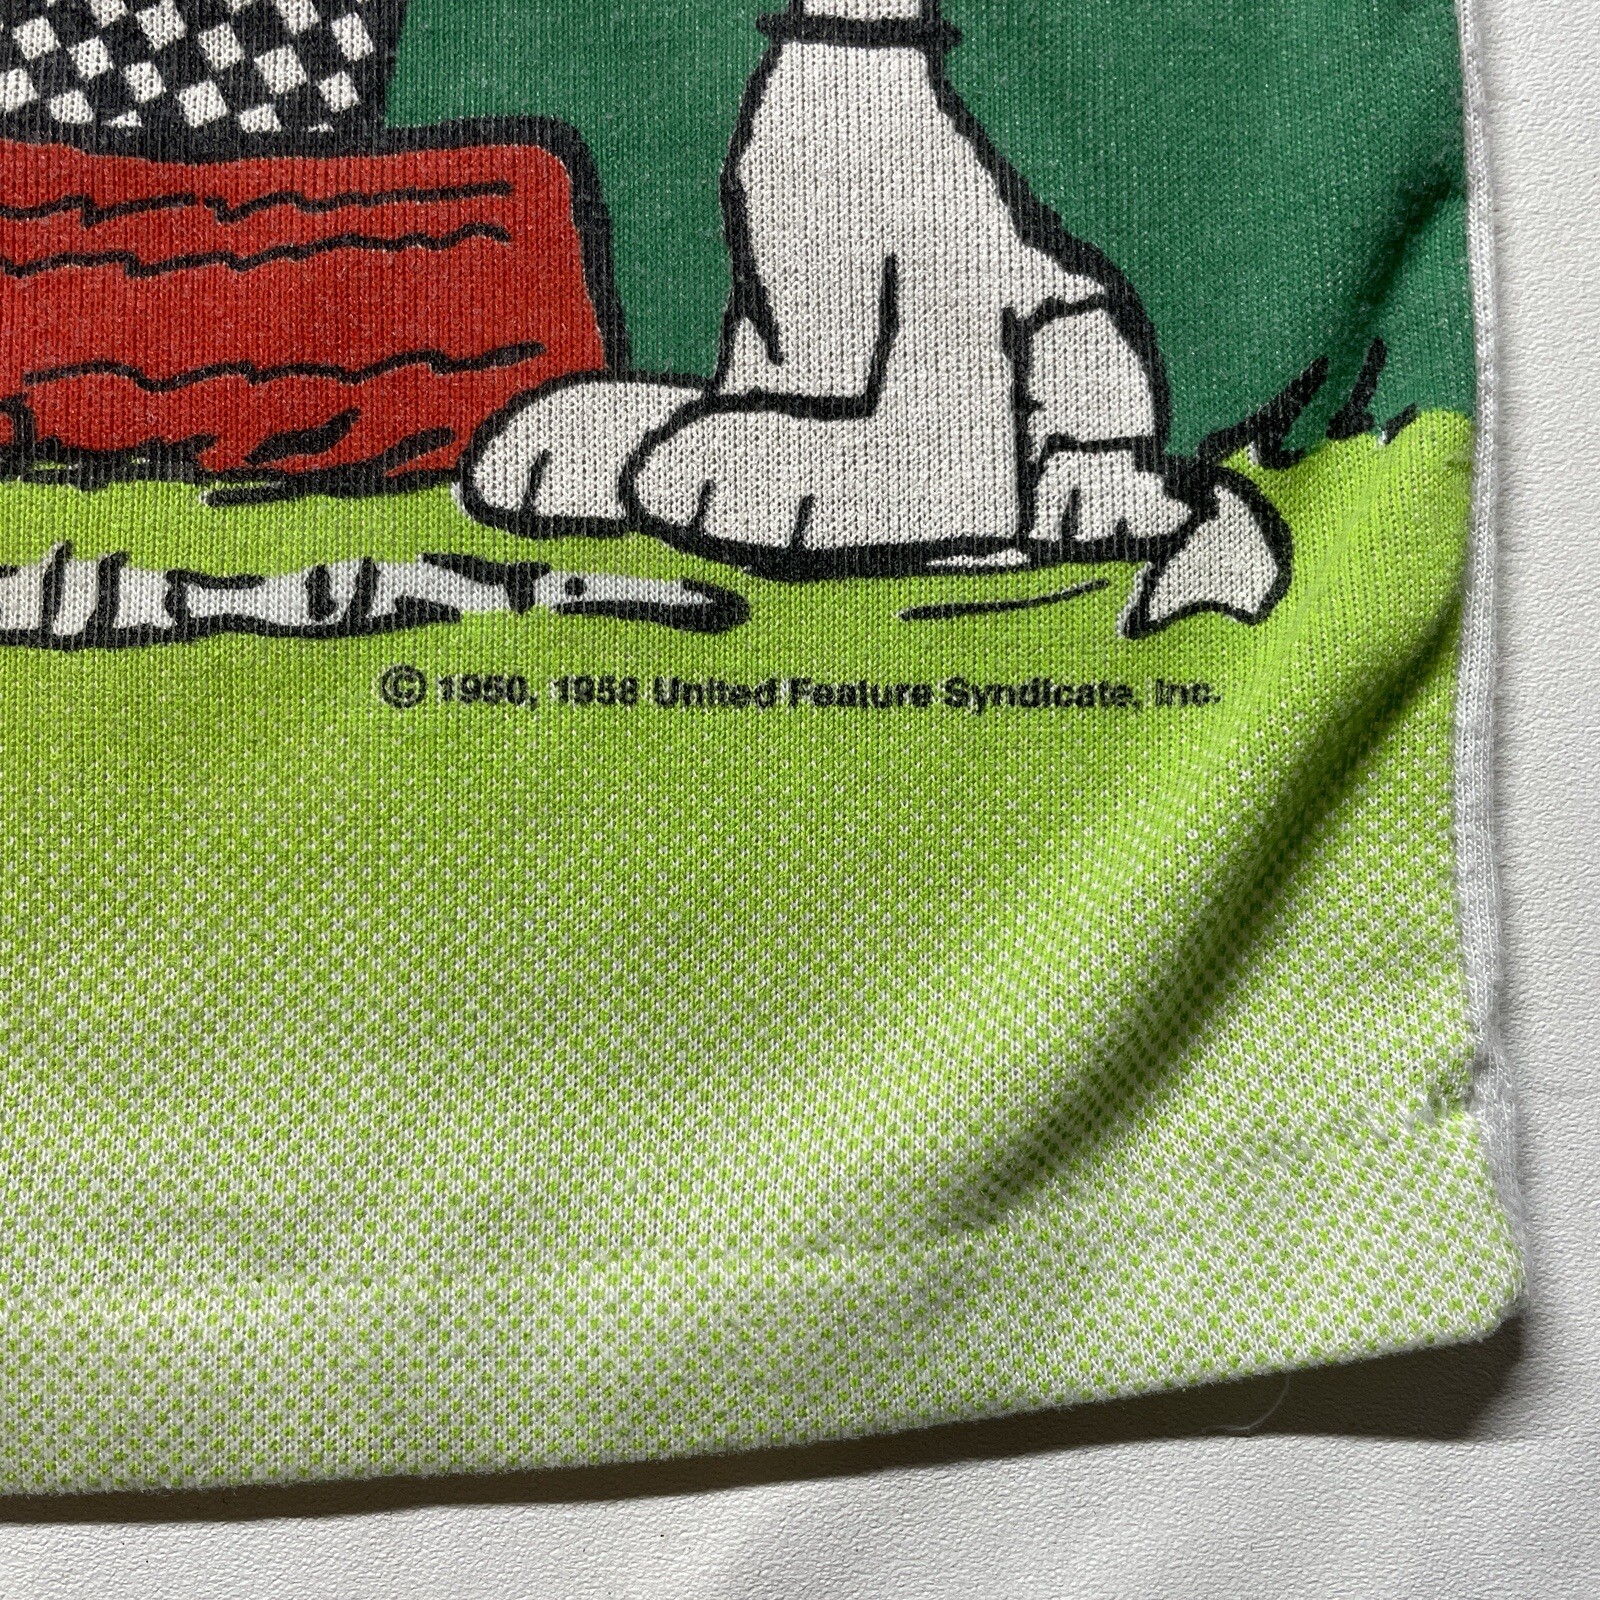 © 1950, 1958 United Feature Syndicate, Inc.